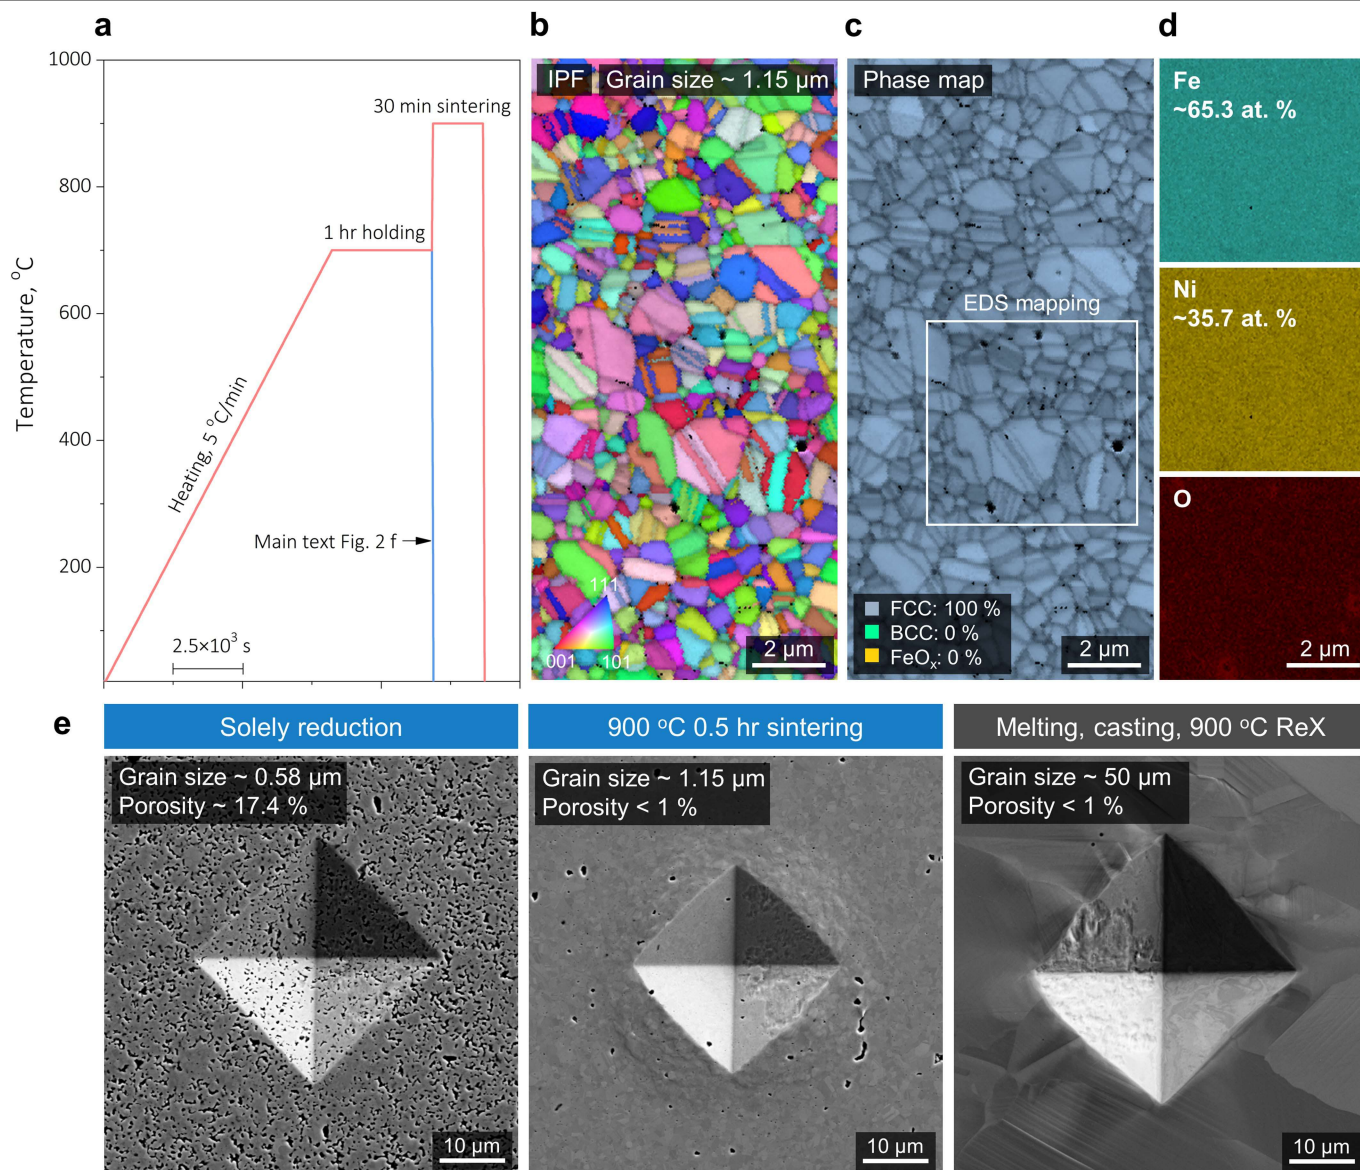 a
1000
800
600
400
200
Temperature, °C
30 min sintering
1 hr holding
Heating, 5 °C/min
Main text Fig. 2 f
2.5×10³ s
b
IPF
Grain size ~ 1.15 µm
111
001
101
2 µm
c
Phase map
EDS mapping
FCC: 100 %
BCC: 0 %
FeOₓ: 0 %
2 µm
d
Fe
~65.3 at. %
Ni
~35.7 at. %
O
2 µm
e
Solely reduction
Grain size ~ 0.58 µm
Porosity ~ 17.4 %
10 µm
900 °C 0.5 hr sintering
Grain size ~ 1.15 µm
Porosity < 1 %
10 µm
Melting, casting, 900 °C ReX
Grain size ~ 50 µm
Porosity < 1 %
10 µm